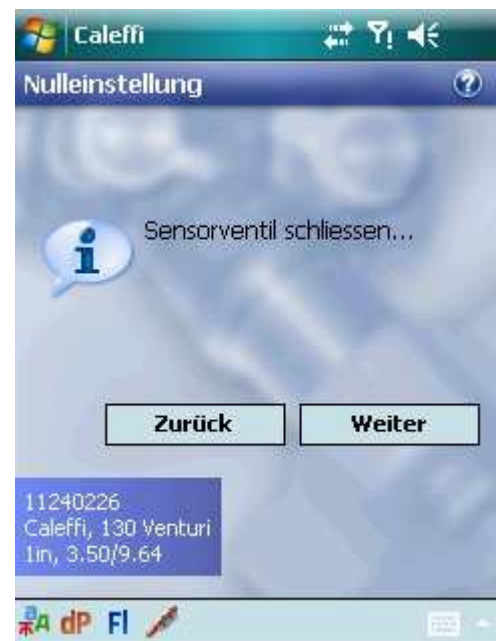 Caleffi
Nulleinstellung
Sensorventil schliessen...
Zurück
Weiter
11240226
Caleffi, 130 Venturi
1in, 3.50/9.64
dP Fl